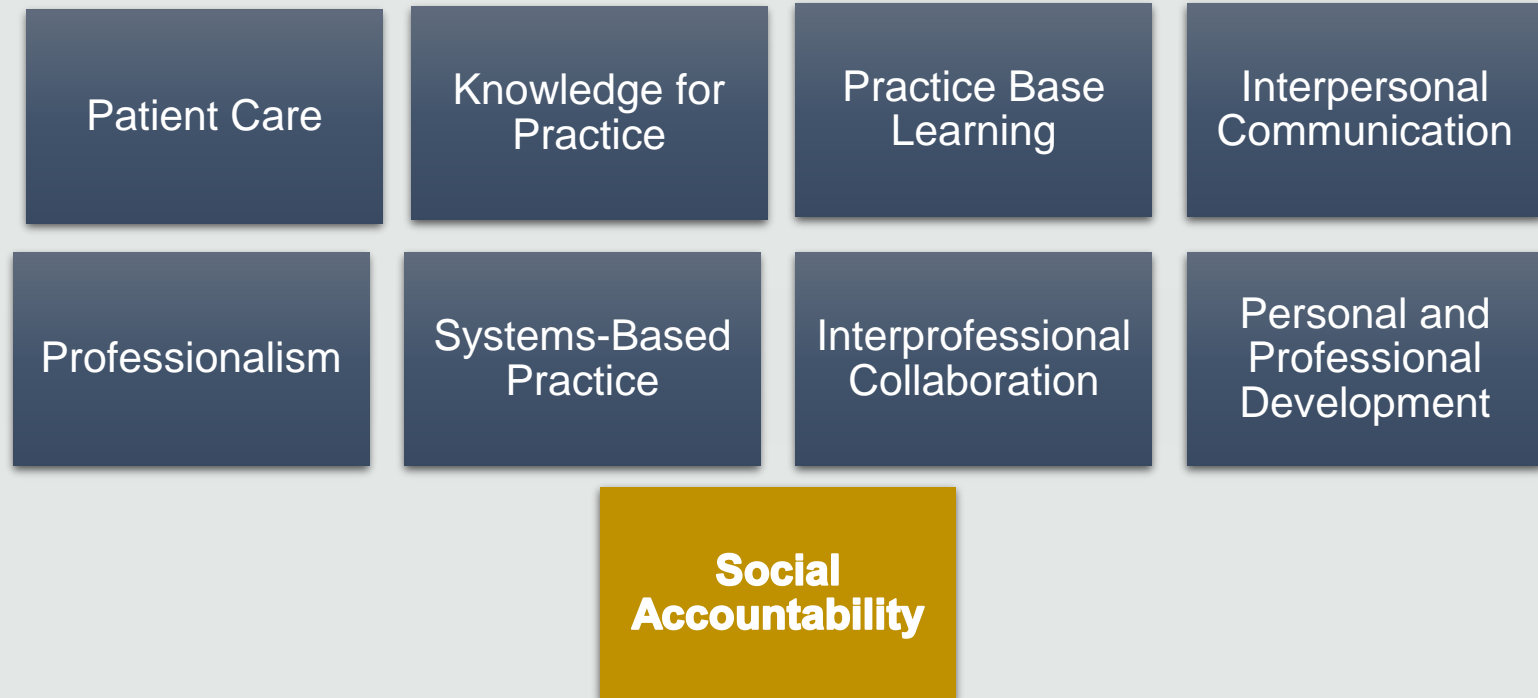 Patient Care
Knowledge for
Practice
Practice Base
Learning
Interpersonal
Communication
Professionalism
Systems-Based
Practice
Interprofessional
Collaboration
Personal and
Professional
Development
Social
Accountability